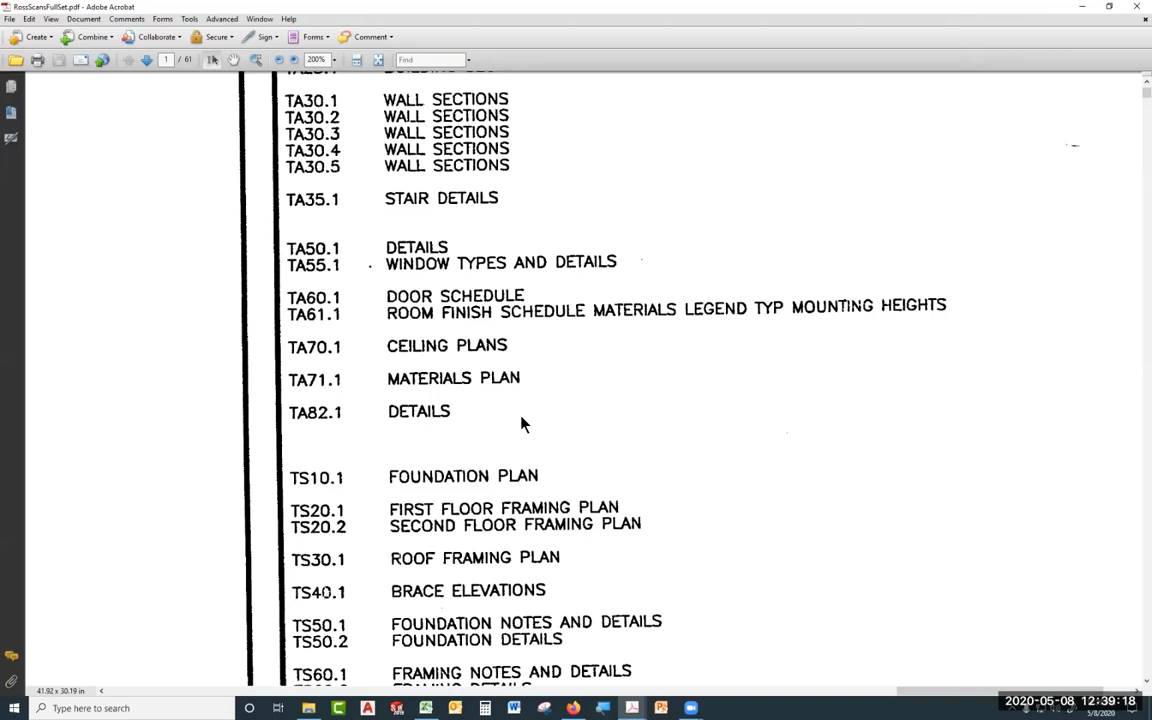 RossScansFullSet.pdf - Adobe Acrobat
File Edit View Document Comments Forms Tools Advanced Window Help
Create Combine Collaborate Secure Sign Forms Comment
1 / 61 200% Find
TA30.1 WALL SECTIONS
TA30.2 WALL SECTIONS
TA30.3 WALL SECTIONS
TA30.4 WALL SECTIONS
TA30.5 WALL SECTIONS
TA35.1 STAIR DETAILS
TA50.1 DETAILS
TA55.1 WINDOW TYPES AND DETAILS
TA60.1 DOOR SCHEDULE
TA61.1 ROOM FINISH SCHEDULE MATERIALS LEGEND TYP MOUNTING HEIGHTS
TA70.1 CEILING PLANS
TA71.1 MATERIALS PLAN
TA82.1 DETAILS
TS10.1 FOUNDATION PLAN
TS20.1 FIRST FLOOR FRAMING PLAN
TS20.2 SECOND FLOOR FRAMING PLAN
TS30.1 ROOF FRAMING PLAN
TS40.1 BRACE ELEVATIONS
TS50.1 FOUNDATION NOTES AND DETAILS
TS50.2 FOUNDATION DETAILS
TS60.1 FRAMING NOTES AND DETAILS
41.92 x 30.19 in
Type here to search
2020-05-08 12:39:18
5/8/2020